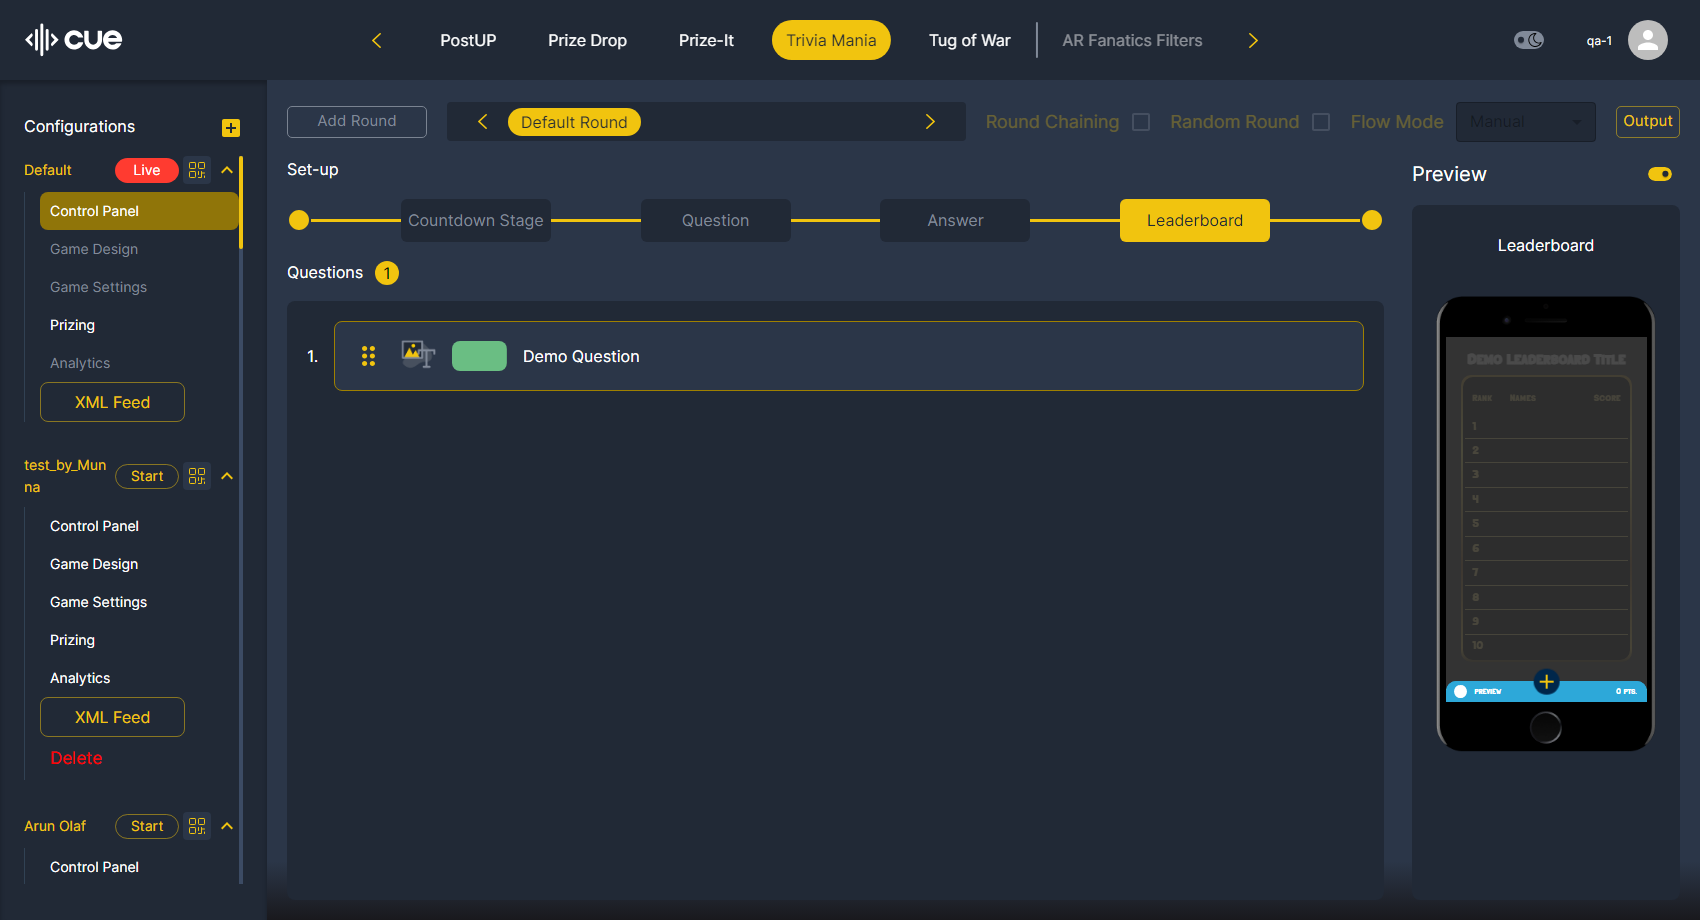 cue
PostUP
Prize Drop
Prize-It
Trivia Mania
Tug of War
AR Fanatics Filters
qa-1
Configurations
Default
Live
Control Panel
Game Design
Game Settings
Prizing
Analytics
XML Feed
test_by_Mun
na
Start
Control Panel
Game Design
Game Settings
Prizing
Analytics
XML Feed
Delete
Arun Olaf
Start
Control Panel
Add Round
Default Round
Round Chaining
Random Round
Flow Mode
Manual
Output
Set-up
Countdown Stage
Question
Answer
Leaderboard
Questions 1
1.
Demo Question
Preview
Leaderboard
Demo Leaderboard Title
Rank Names Score
1
2
3
4
5
6
7
8
9
10
PREVIEW
0 PTS.